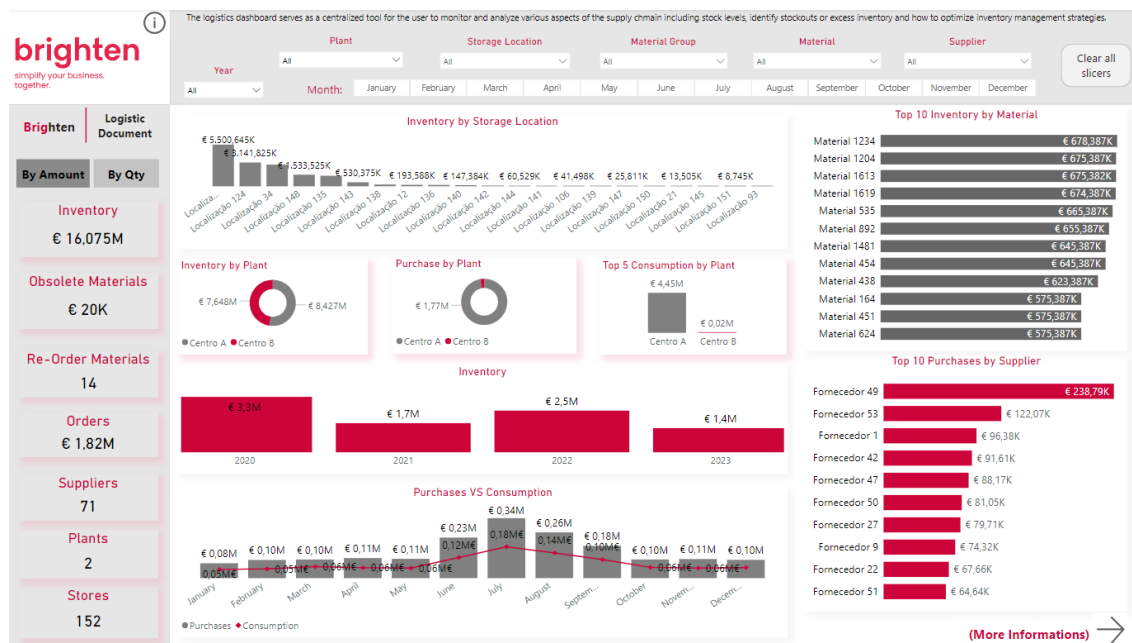 The logistics dashboard serves as a centralized tool for the user to monitor and analyze various aspects of the supply chmain including stock levels, identify stockouts or excess inventory and how to optimize inventory management strategies.
i
brighten
simplify your business.
together.
Year
All
Plant
All
Storage Location
All
Material Group
All
Material
All
Supplier
All
Clear all
slicers
Month: January February March April May June July August September October November December
Brighten
Logistic
Document
By Amount
By Qty
Inventory
€ 16,075M
Obsolete Materials
€ 20K
Re-Order Materials
14
Orders
€ 1,82M
Suppliers
71
Plants
2
Stores
152
Inventory by Storage Location
€ 5.500,645K
€ 3.141,825K
€ 1.533,525K
€ 530,375K
€ 193,588K
€ 147,384K
€ 60,529K
€ 41,498K
€ 25,811K
€ 13,505K
€ 8,745K
Localiza...
Localização 124
Localização 34
Localização 148
Localização 135
Localização 143
Localização 138
Localização 12
Localização 136
Localização 140
Localização 142
Localização 144
Localização 141
Localização 106
Localização 139
Localização 147
Localização 150
Localização 21
Localização 145
Localização 151
Localização 93
Inventory by Plant
€ 7,648M
€ 8,427M
Centro A Centro B
Purchase by Plant
€ 1,77M
Centro A Centro B
Top 5 Consumption by Plant
€ 4,45M
€ 0,02M
Centro A Centro B
Inventory
€ 3,3M
€ 1,7M
€ 2,5M
€ 1,4M
2020 2021 2022 2023
Purchases VS Consumption
€ 0,08M € 0,10M € 0,10M € 0,11M € 0,11M € 0,23M € 0,34M € 0,26M € 0,18M € 0,10M € 0,11M € 0,10M
0,05M€ 0,05M€ 0,06M€ 0,06M€ 0,06M€ 0,12M€ 0,18M€ 0,14M€ 0,10M€ 0,06M€ 0,06M€
January February March April May June July August Septem... October Novem... Decem...
Purchases Consumption
Top 10 Inventory by Material
Material 1234 € 678,387K
Material 1204 € 675,387K
Material 1613 € 675,382K
Material 1619 € 674,387K
Material 535 € 665,387K
Material 892 € 655,387K
Material 1481 € 645,387K
Material 454 € 645,387K
Material 438 € 623,387K
Material 164 € 575,387K
Material 451 € 575,387K
Material 624 € 575,387K
Top 10 Purchases by Supplier
Fornecedor 49 € 238,79K
Fornecedor 53 € 122,07K
Fornecedor 1 € 96,38K
Fornecedor 42 € 91,61K
Fornecedor 47 € 88,17K
Fornecedor 50 € 81,05K
Fornecedor 27 € 79,71K
Fornecedor 9 € 74,32K
Fornecedor 22 € 67,66K
Fornecedor 51 € 64,64K
(More Informations)